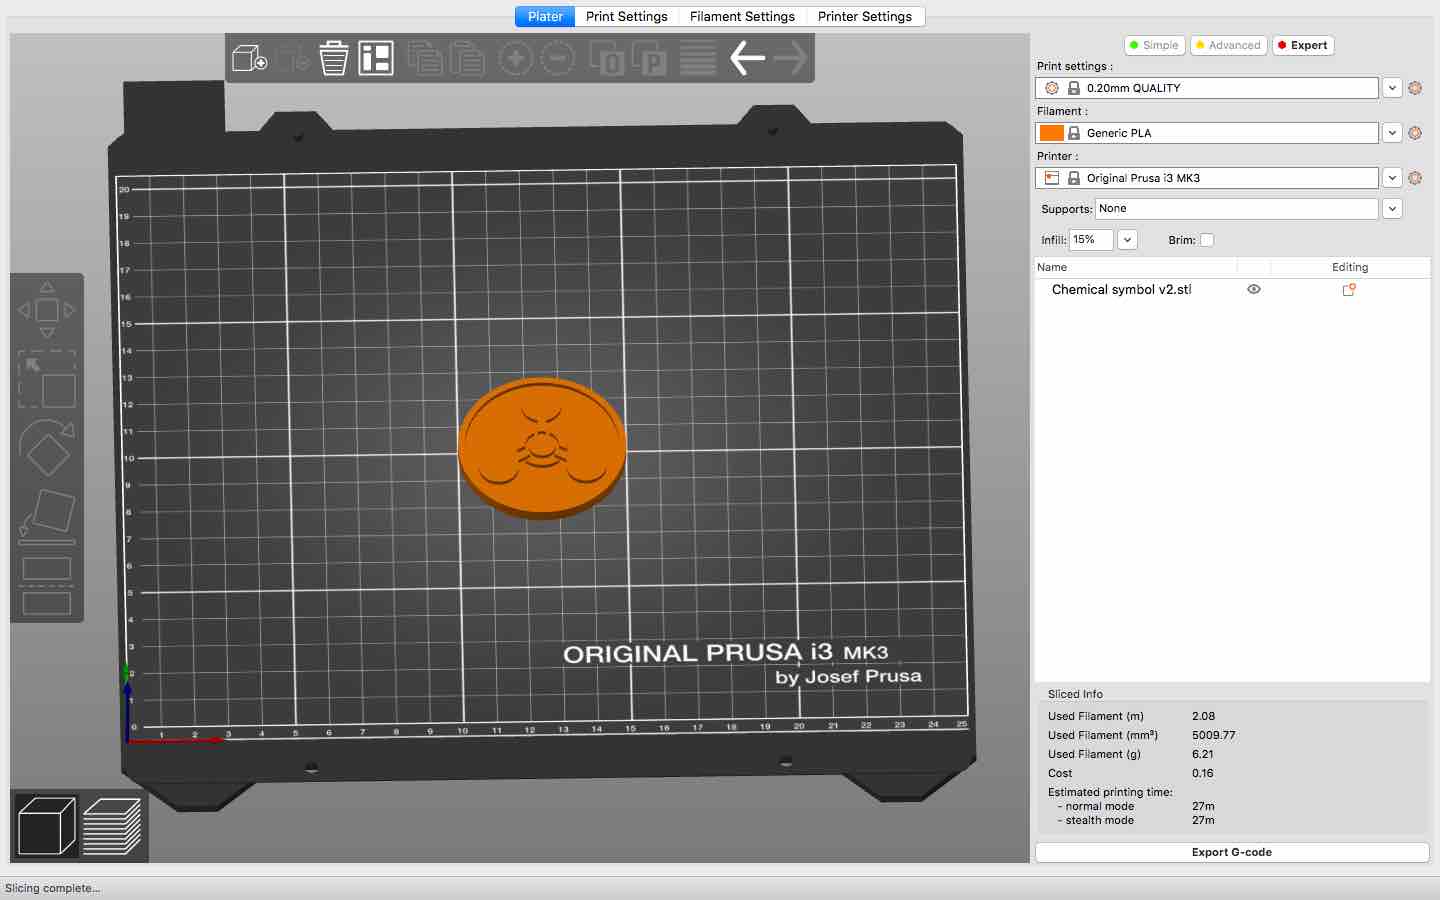 Plater Print Settings Filament Settings Printer Settings
Simple Advanced Expert
Print settings :
0.20mm QUALITY
Filament :
Generic PLA
Printer :
Original Prusa i3 MK3
Supports: None
Infill: 15% Brim:
Name Editing
Chemical symbol v2.stl
O P
20
19
18
17
16
15
14
13
12
11
10
9
8
7
6
5
4
3
2
1
0
1 2 3 4 5 6 7 8 9 10 11 12 13 14 15 16 17 18 19 20 21 22 23 24 25
ORIGINAL PRUSA i3 MK3
by Josef Prusa
Sliced Info
Used Filament (m) 2.08
Used Filament (mm³) 5009.77
Used Filament (g) 6.21
Cost 0.16
Estimated printing time:
- normal mode 27m
- stealth mode 27m
Export G-code
Slicing complete...